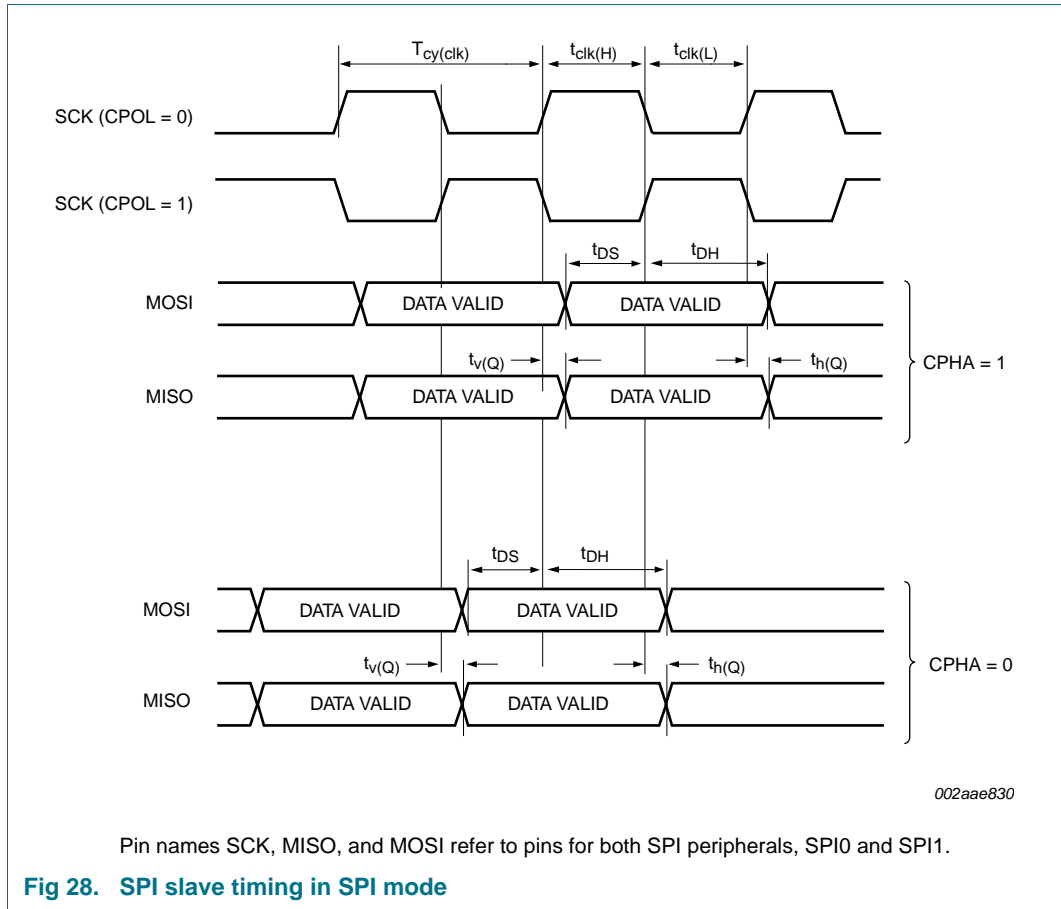 Tcy(clk) tclk(H) tclk(L)
SCK (CPOL = 0)
SCK (CPOL = 1)
tDS tDH
MOSI DATA VALID DATA VALID
tv(Q) th(Q)
CPHA = 1
MISO DATA VALID DATA VALID
tDS tDH
MOSI DATA VALID DATA VALID
tv(Q) th(Q)
CPHA = 0
MISO DATA VALID DATA VALID
002aae830
Pin names SCK, MISO, and MOSI refer to pins for both SPI peripherals, SPI0 and SPI1.
Fig 28. SPI slave timing in SPI mode